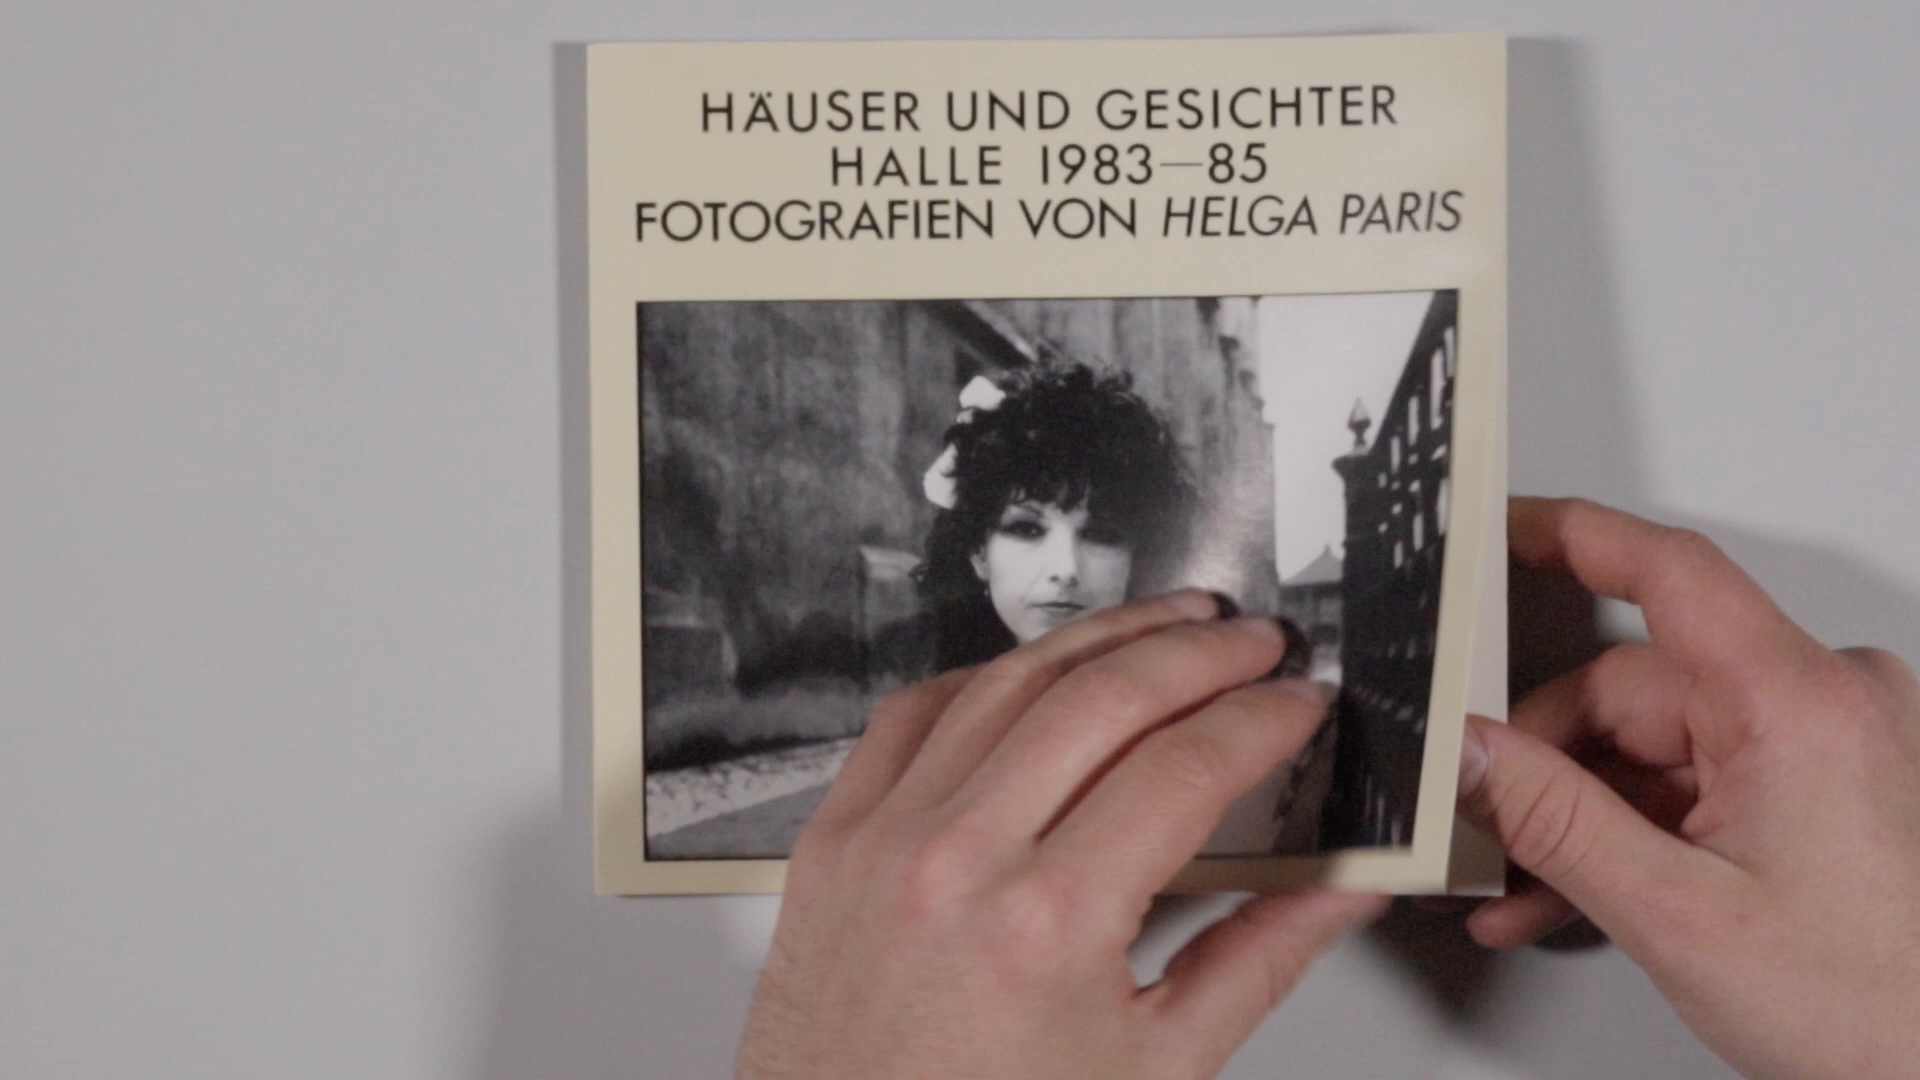 HÄUSER UND GESICHTER
HALLE 1983—85
FOTOGRAFIEN VON HELGA PARIS